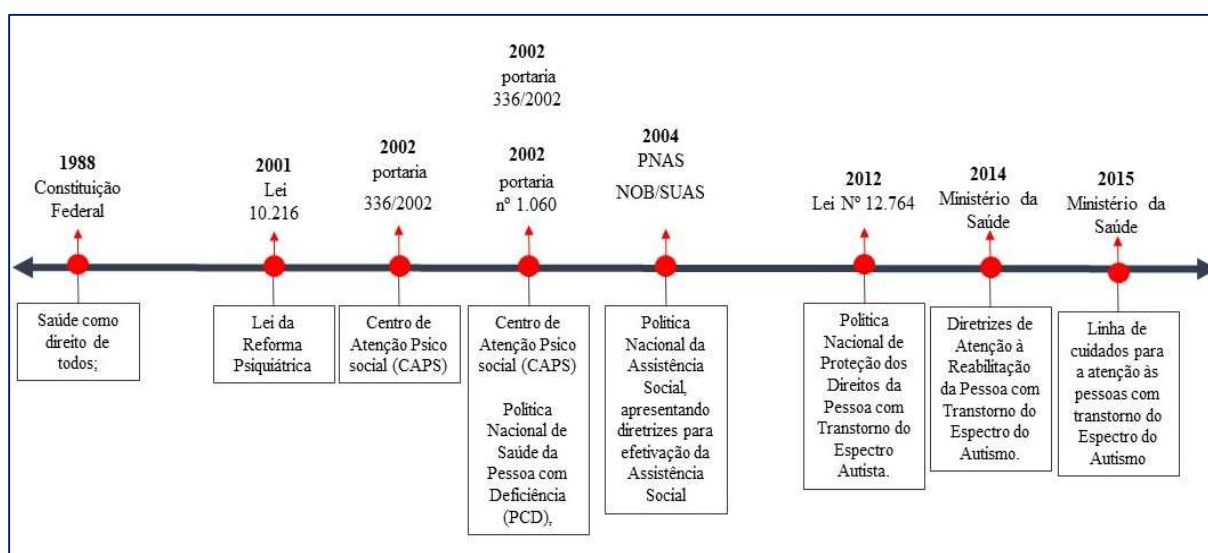 1988
Constituição
Federal
2001
Lei
10.216
2002
portaria
336/2002
2002
portaria
336/2002
2002
portaria
nº 1.060
2004
PNAS
NOB/SUAS
2012
Lei Nº 12.764
2014
Ministério da
Saúde
2015
Ministério da
Saúde
Saúde como
direito de
todos;
Lei da
Reforma
Psiquiátrica
Centro de
Atenção Psico
social (CAPS)
Centro de
Atenção Psico
social (CAPS)
Política
Nacional de
Saúde da
Pessoa com
Deficiência
(PCD),
Política
Nacional da
Assistência
Social,
apresentando
diretrizes para
efetivação da
Assistência
Social
Política
Nacional de
Proteção dos
Direitos da
Pessoa com
Transtorno do
Espectro
Autista.
Diretrizes de
Atenção à
Reabilitação
da Pessoa com
Transtorno do
Espectro do
Autismo.
Linha de
cuidados para
a atenção às
pessoas com
transtorno do
Espectro do
Autismo